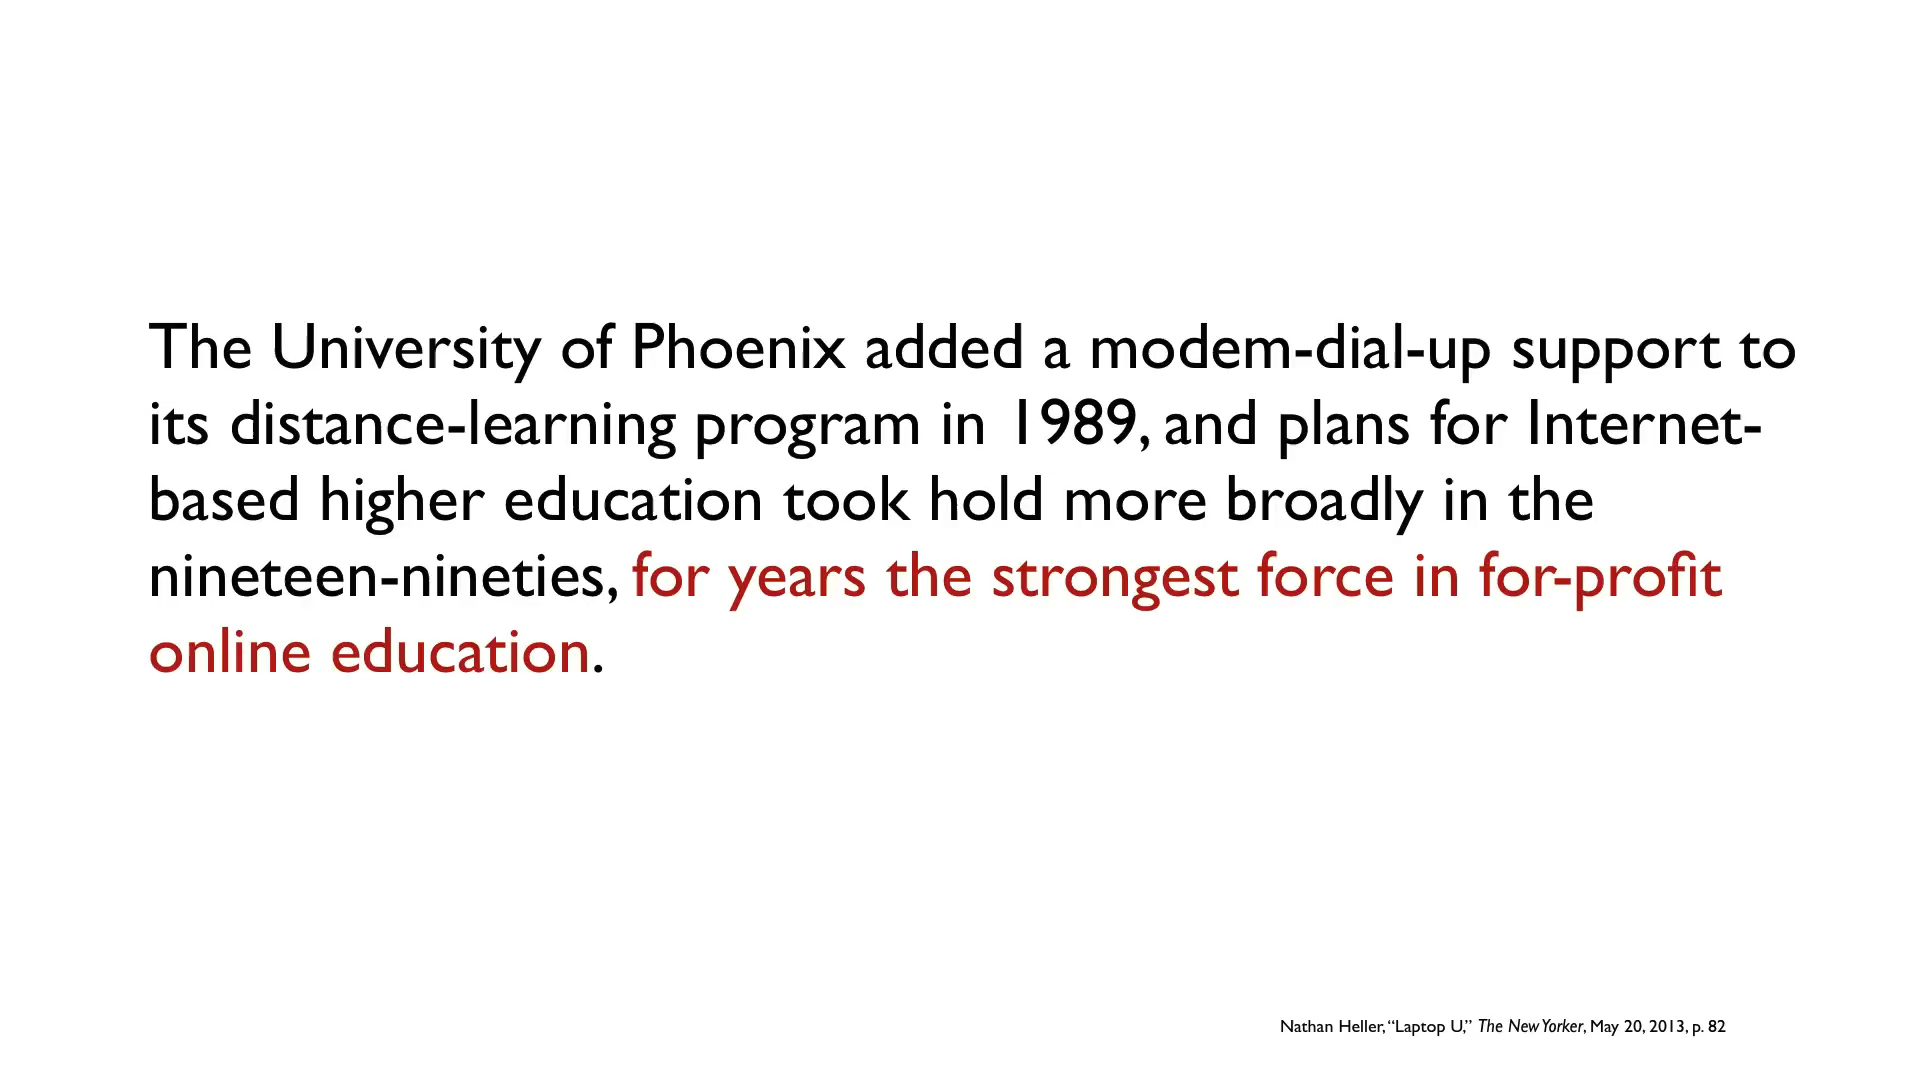 The University of Phoenix added a modem-dial-up support to
its distance-learning program in 1989, and plans for Internet-
based higher education took hold more broadly in the
nineteen-nineties, for years the strongest force in for-profit
online education.
Nathan Heller, “Laptop U,” The New Yorker, May 20, 2013, p. 82